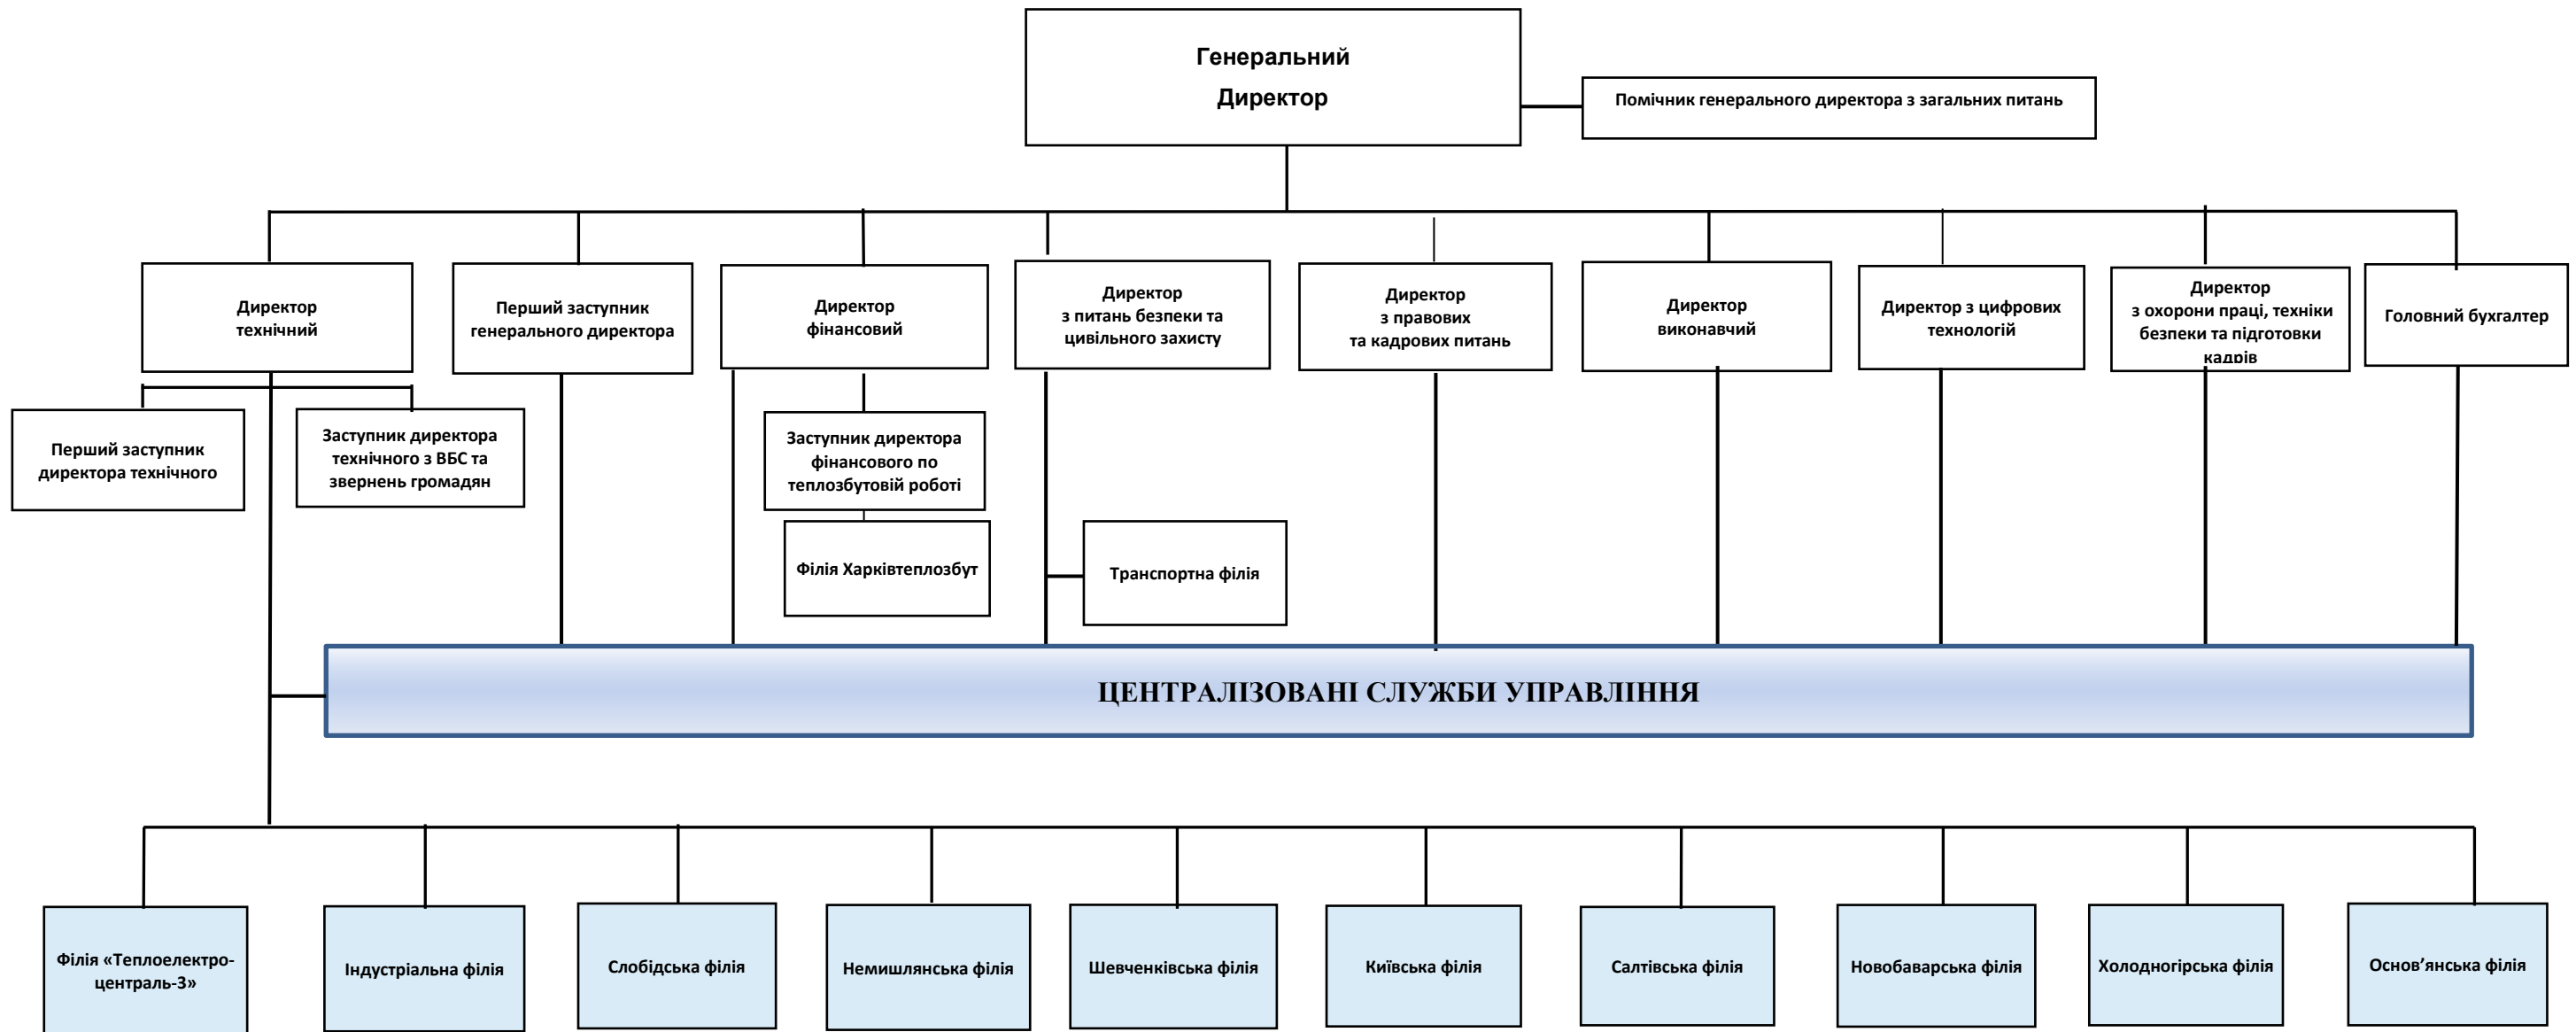 Генеральний
Директор
Помічник генерального директора з загальних питань
Директор
технічний
Перший заступник
генерального директора
Директор
фінансовий
Директор
з питань безпеки та
цивільного захисту
Директор
з правових
та кадрових питань
Директор
виконавчий
Директор з цифрових
технологій
Директор
з охорони праці, техніки
безпеки та підготовки
кадрів
Головний бухгалтер
Перший заступник
директора технічного
Заступник директора
технічного з ВБС та
звернень громадян
Заступник директора
фінансового по
теплозбутовій роботі
Філія Харківтеплозбут
Транспортна філія
ЦЕНТРАЛІЗОВАНІ СЛУЖБИ УПРАВЛІННЯ
Філія «Теплоелектро-
централь-3»
Індустріальна філія
Слобідська філія
Немишлянська філія
Шевченківська філія
Київська філія
Салтівська філія
Новобаварська філія
Холодногірська філія
Основ’янська філія